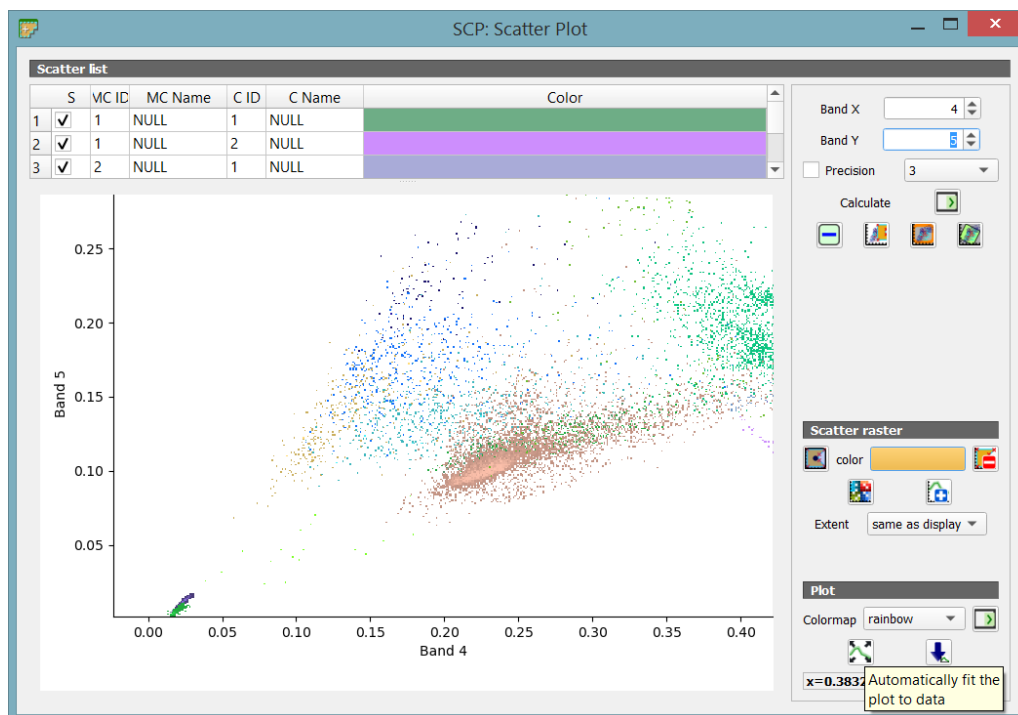 SCP: Scatter Plot
Scatter list
S MC ID MC Name C ID C Name Color
1 1 NULL 1 NULL
2 1 NULL 2 NULL
3 2 NULL 1 NULL
Band X 4
Band Y 5
Precision 3
Calculate
0.25
0.20
0.15
0.10
0.05
Band 5
0.00 0.05 0.10 0.15 0.20 0.25 0.30 0.35 0.40
Band 4
Scatter raster
color
Extent same as display
Plot
Colormap rainbow
x=0.3832
Automatically fit the
plot to data